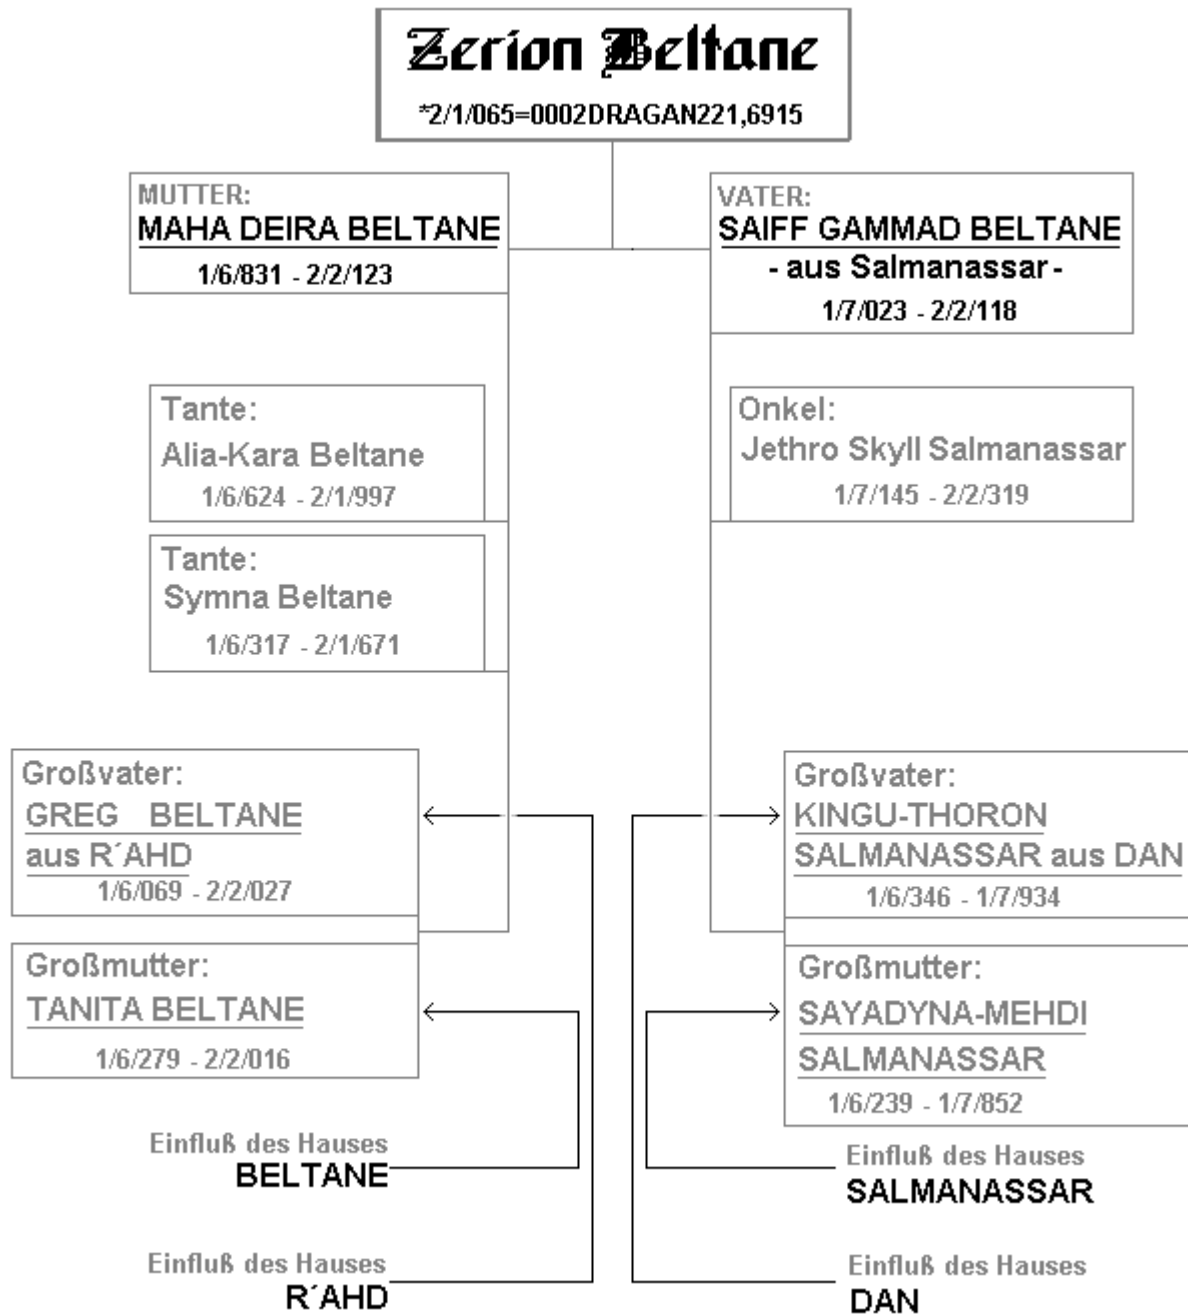 Zerion Beltane
*2/1/065=0002DRAGAN221,6915
MUTTER:
MAHA DEIRA BELTANE
1/6/831 - 2/2/123
VATER:
SAIFF GAMMAD BELTANE
- aus Salmanassar -
1/7/023 - 2/2/118
Tante:
Alia-Kara Beltane
1/6/624 - 2/1/997
Onkel:
Jethro Skyll Salmanassar
1/7/145 - 2/2/319
Tante:
Symna Beltane
1/6/317 - 2/1/671
Großvater:
GREG BELTANE
aus R´AHD
1/6/069 - 2/2/027
Großvater:
KINGU-THORON
SALMANASSAR aus DAN
1/6/346 - 1/7/934
Großmutter:
TANITA BELTANE
1/6/279 - 2/2/016
Großmutter:
SAYADYNA-MEHDI
SALMANASSAR
1/6/239 - 1/7/852
Einfluß des Hauses
BELTANE
Einfluß des Hauses
SALMANASSAR
Einfluß des Hauses
R´AHD
Einfluß des Hauses
DAN